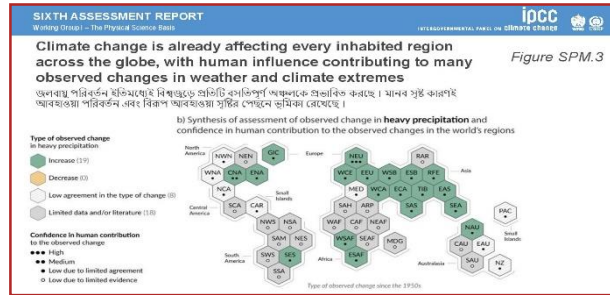 SIXTH ASSESSMENT REPORT
Working Group I – The Physical Science Basis
ipcc
INTERGOVERNMENTAL PANEL ON climate change
Climate change is already affecting every inhabited region
across the globe, with human influence contributing to many
observed changes in weather and climate extremes
Figure SPM.3
জলবায়ু পরিবর্তন ইতিমধ্যেই বিশ্বজুড়ে প্রতিটি বসতিপূর্ণ অঞ্চলকে প্রভাবিত করছে। মানব সৃষ্ট কারণই
আবহাওয়া পরিবর্তন এবং বিরূপ আবহাওয়া সৃষ্টির পেছনে ভূমিকা রেখেছে।
b) Synthesis of assessment of observed change in heavy precipitation and
confidence in human contribution to the observed changes in the world's regions
Type of observed change
in heavy precipitation
Increase (19)
Decrease (0)
Low agreement in the type of change (8)
Limited data and/or literature (18)
Confidence in human contribution
to the observed change
High
Medium
Low due to limited agreement
Low due to limited evidence
North
America
NWN NEN GIC Europe NEU RAR
WNA CNA ENA WCE EEU WSB ESB RFE Asia
NCA Small
Islands MED WCA ECA TIB EAS
Central
America SCA CAR SAH ARP SAS SEA PAC
NWS NSA WAF CAF NEAF NAU Small
Islands
SAM NES WSAF SEAF MDG CAU EAU
South
America SWS SES Africa ESAF Australasia SAU NZ
SSA
Type of observed change since the 1950s